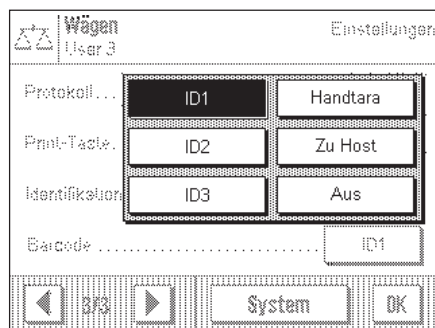 Wägen
User 3
Einstellungen
Protokoll...
ID1
Handtara
Print-Taste.
ID2
Zu Host
Identifikation
ID3
Aus
Barcode ........................ ID1
3/3
System
OK